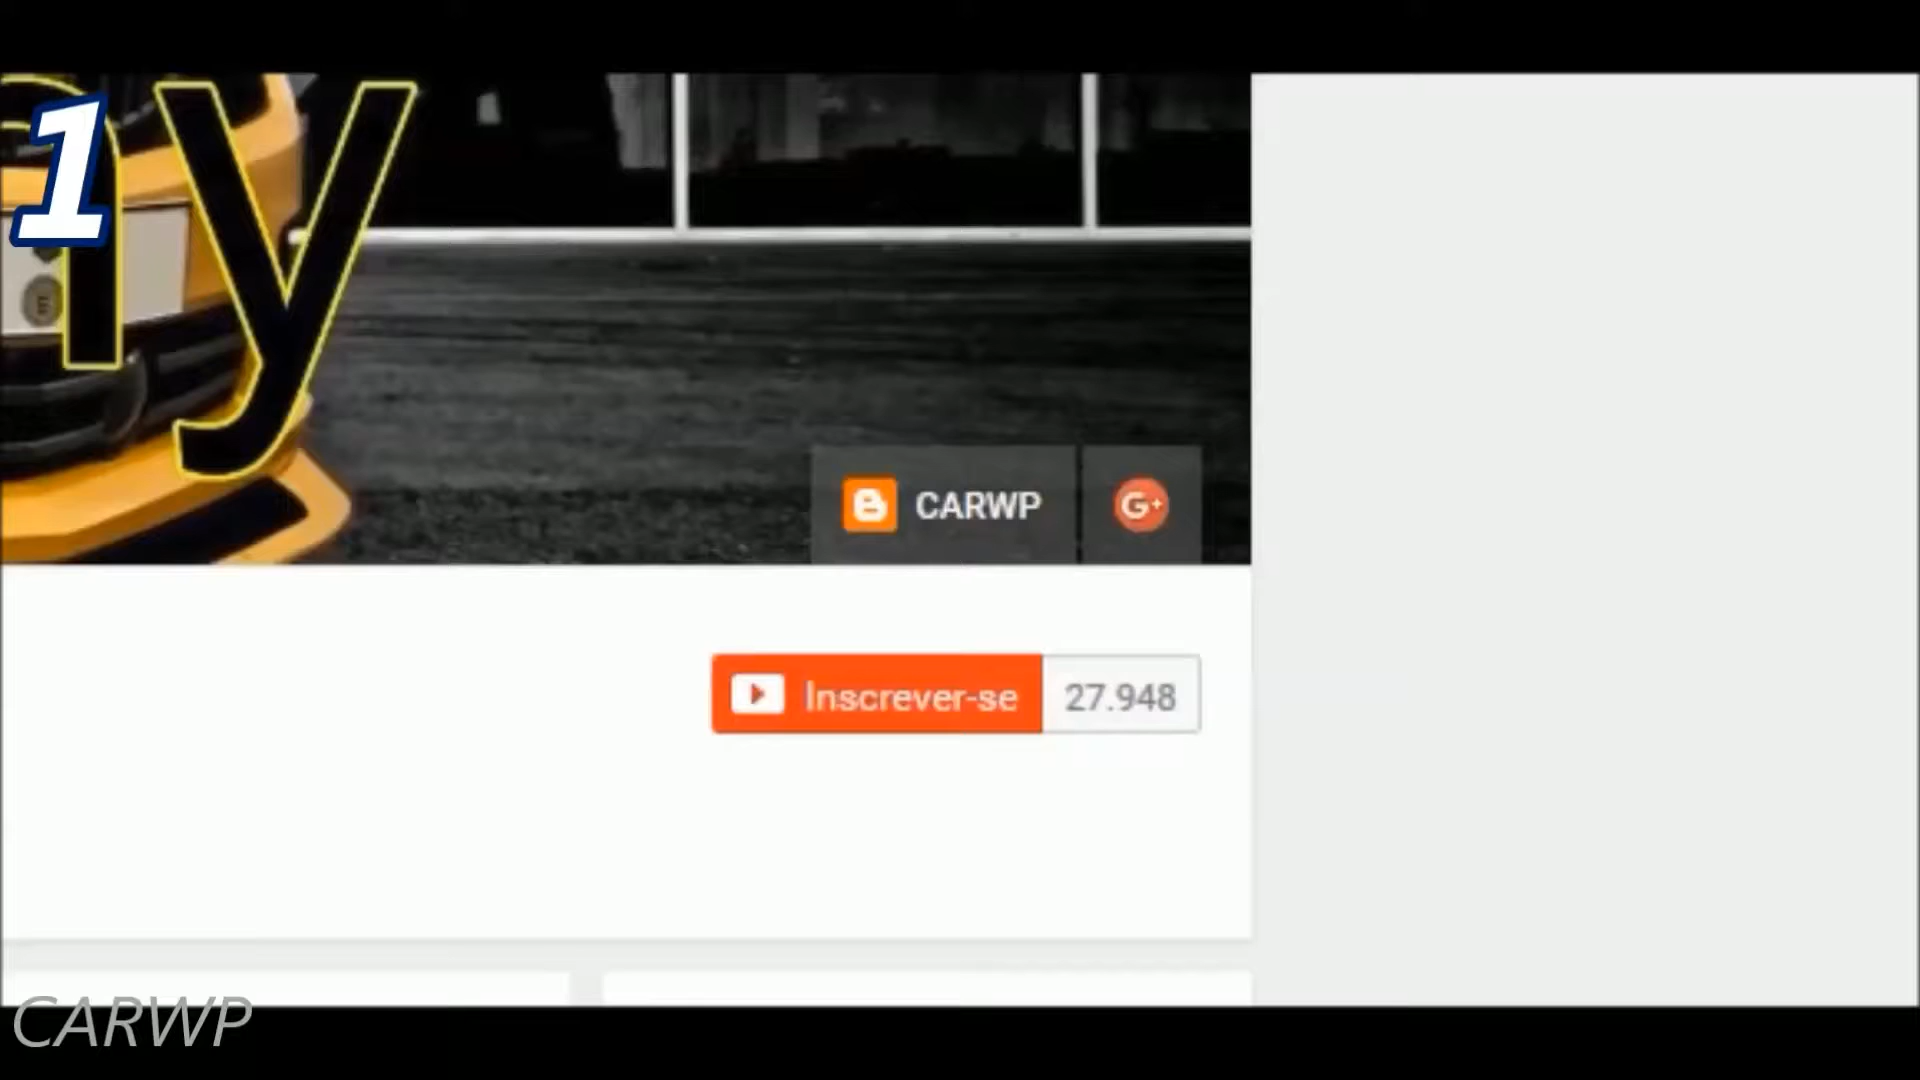 1
y
CARWP
G+
Inscrever-se
27.948
CARWP